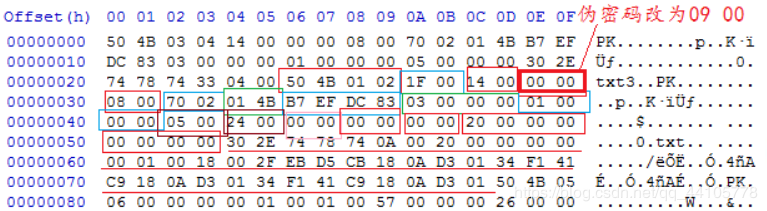 伪密码改为09 00
Offset(h) 00 01 02 03 04 05 06 07 08 09 0A 0B 0C 0D 0E 0F
00000000 50 4B 03 04 14 00 00 00 08 00 70 02 01 4B B7 EF PK........p..K·ï
00000010 DC 83 03 00 00 00 01 00 00 00 05 00 00 00 30 2E Üƒ............0.
00000020 74 78 74 33 04 00 50 4B 01 02 1F 00 14 00 00 00 txt3..PK........
00000030 08 00 70 02 01 4B B7 EF DC 83 03 00 00 00 01 00 ..p..K·ïÜƒ......
00000040 00 00 05 00 24 00 00 00 00 00 00 00 20 00 00 00 ....$....... ...
00000050 00 00 00 00 30 2E 74 78 74 0A 00 20 00 00 00 00 ....0.txt.. ....
00000060 00 01 00 18 00 2F EB D5 CB 18 0A D3 01 34 F1 41 ...../ëÕË..Ó.4ñA
00000070 C9 18 0A D3 01 34 F1 41 C9 18 0A D3 01 50 4B 05 É..Ó.4ñAÉ..Ó.PK.
00000080 06 00 00 00 00 01 00 01 00 57 00 00 00 26 00 00 .........W...&..